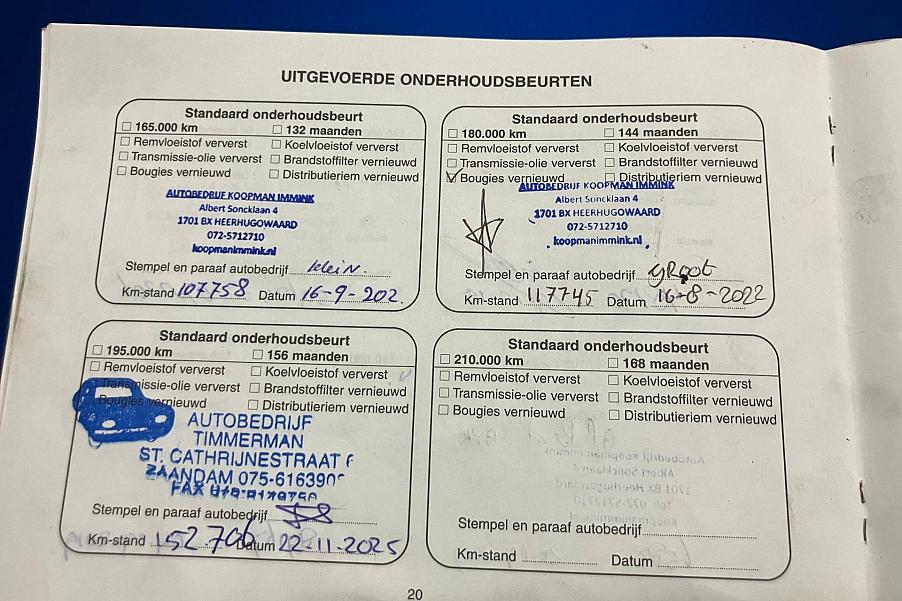 UITGEVOERDE ONDERHOUDSBEURTEN
Standaard onderhoudsbeurt
165.000 km 132 maanden
Remvloeistof ververst Koelvloeistof ververst
Transmissie-olie ververst Brandstoffilter vernieuwd
Bougies vernieuwd Distributieriem vernieuwd
AUTOBEDRIJF KOOPMAN IMMINK
Albert Soncklaan 4
1701 BX HEERHUGOWAARD
072-5712710
koopmanimmink.nl
Stempel en paraaf autobedrijf klein.
Km-stand 107758 Datum 16-9-202.
Standaard onderhoudsbeurt
180.000 km 144 maanden
Remvloeistof ververst Koelvloeistof ververst
Transmissie-olie ververst Brandstoffilter vernieuwd
Bougies vernieuwd Distributieriem vernieuwd
AUTOBEDRIJF KOOPMAN IMMINK
Albert Soncklaan 4
1701 BX HEERHUGOWAARD
072-5712710
koopmanimmink.nl
Stempel en paraaf autobedrijf GROOT
Km-stand 117745 Datum 16-8-2022
Standaard onderhoudsbeurt
195.000 km 156 maanden
Remvloeistof ververst Koelvloeistof ververst
Transmissie-olie ververst Brandstoffilter vernieuwd
Bougies vernieuwd Distributieriem vernieuwd
AUTOBEDRIJF
TIMMERMAN
ST. CATHRIJNESTRAAT
ZAANDAM 075-616390
FAX
Stempel en paraaf autobedrijf
Km-stand 152.706 Datum 22-11-2025
Standaard onderhoudsbeurt
210.000 km 168 maanden
Remvloeistof ververst Koelvloeistof ververst
Transmissie-olie ververst Brandstoffilter vernieuwd
Bougies vernieuwd Distributieriem vernieuwd
Stempel en paraaf autobedrijf
Km-stand Datum
20